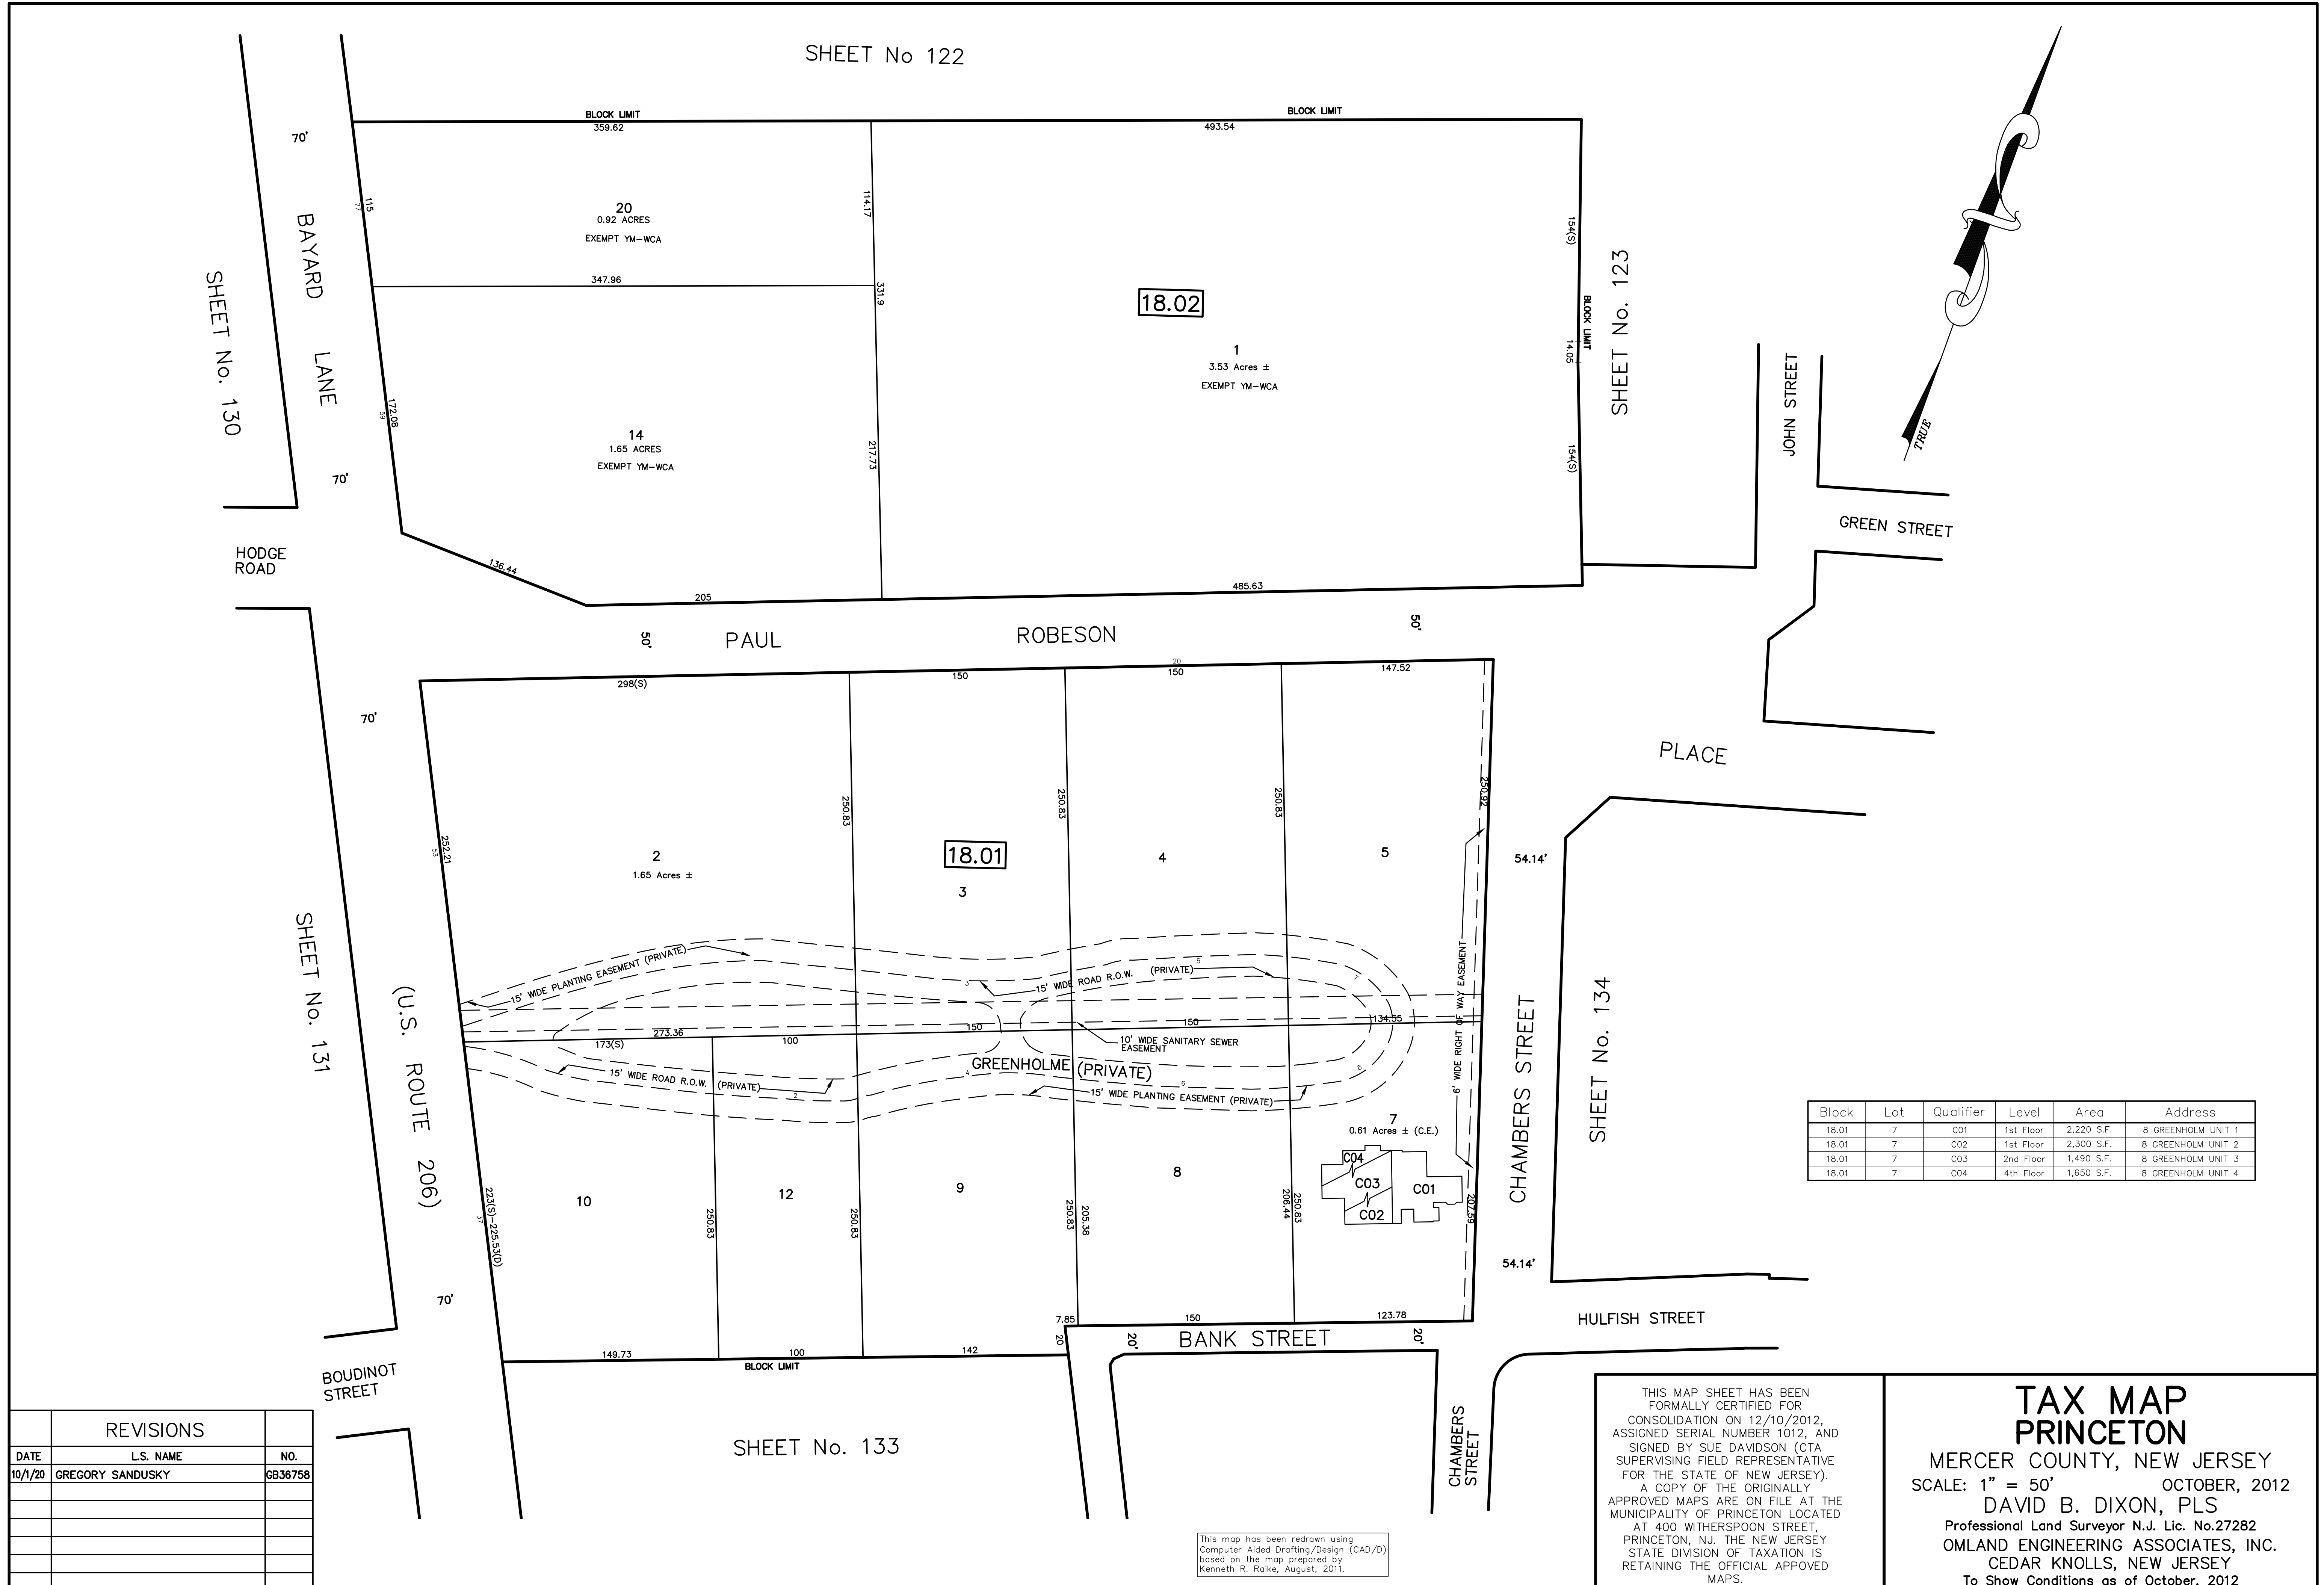 SHEET No 122
BLOCK LIMIT
359.62
BLOCK LIMIT
493.54
70'
115
77
BAYARD LANE
20
0.92 ACRES
EXEMPT YM-WCA
114.17
154(S)
SHEET No. 123
347.96
331.9
18.02
BLOCK LIMIT
14.05
1
3.53 Acres ±
EXEMPT YM-WCA
SHEET No. 130
172.08
59
14
1.65 ACRES
EXEMPT YM-WCA
217.73
154(S)
JOHN STREET
TRUE
70'
GREEN STREET
HODGE
ROAD
136.44
205
485.63
50'
PAUL ROBESON
50'
PLACE
20
298(S)
150
150
147.52
70'
252.21
53
250.83
250.83
250.83
250.92
2
1.65 Acres ±
18.01
3
4
5
54.14'
SHEET No. 131
(U.S. ROUTE 206)
15' WIDE PLANTING EASEMENT (PRIVATE)
3
15' WIDE ROAD R.O.W. (PRIVATE)
5
7
6' WIDE RIGHT OF WAY EASEMENT
CHAMBERS STREET
SHEET No. 134
273.36
150
150
134.55
173(S)
100
10' WIDE SANITARY SEWER
EASEMENT
GREENHOLME (PRIVATE)
15' WIDE ROAD R.O.W. (PRIVATE)
2
4
6
8
15' WIDE PLANTING EASEMENT (PRIVATE)
7
0.61 Acres ± (C.E.)
C04
C03
C02
C01
10
12
9
8
223(S)-225.53(D)
37
250.83
250.83
250.83
205.38
206.44
250.83
207.59
54.14'
70'
7.85
150
123.78
20
20'
BANK STREET
20'
HULFISH STREET
149.73
100
142
BLOCK LIMIT
BOUDINOT
STREET
SHEET No. 133
CHAMBERS
STREET
Block Lot Qualifier Level Area Address
18.01 7 C01 1st Floor 2,220 S.F. 8 GREENHOLM UNIT 1
18.01 7 C02 1st Floor 2,300 S.F. 8 GREENHOLM UNIT 2
18.01 7 C03 2nd Floor 1,490 S.F. 8 GREENHOLM UNIT 3
18.01 7 C04 4th Floor 1,650 S.F. 8 GREENHOLM UNIT 4
REVISIONS
DATE L.S. NAME NO.
10/1/20 GREGORY SANDUSKY GB36758
This map has been redrawn using
Computer Aided Drafting/Design (CAD/D)
based on the map prepared by
Kenneth R. Raike, August, 2011.
THIS MAP SHEET HAS BEEN
FORMALLY CERTIFIED FOR
CONSOLIDATION ON 12/10/2012,
ASSIGNED SERIAL NUMBER 1012, AND
SIGNED BY SUE DAVIDSON (CTA
SUPERVISING FIELD REPRESENTATIVE
FOR THE STATE OF NEW JERSEY).
A COPY OF THE ORIGINALLY
APPROVED MAPS ARE ON FILE AT THE
MUNICIPALITY OF PRINCETON LOCATED
AT 400 WITHERSPOON STREET,
PRINCETON, NJ. THE NEW JERSEY
STATE DIVISION OF TAXATION IS
RETAINING THE OFFICIAL APPOVED
MAPS.
TAX MAP
PRINCETON
MERCER COUNTY, NEW JERSEY
SCALE: 1" = 50' OCTOBER, 2012
DAVID B. DIXON, PLS
Professional Land Surveyor N.J. Lic. No.27282
OMLAND ENGINEERING ASSOCIATES, INC.
CEDAR KNOLLS, NEW JERSEY
To Show Conditions as of October, 2012